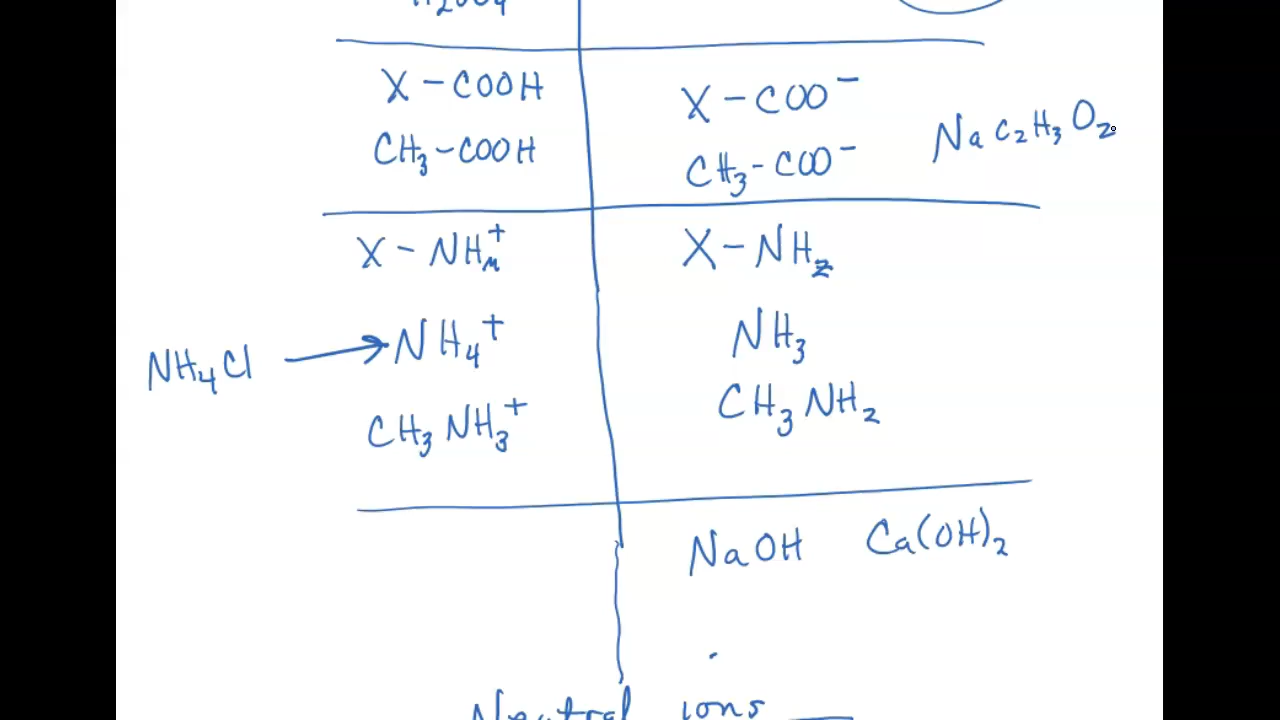 X - COOH X - COO⁻
CH₃-COOH CH₃-COO⁻ NaC₂H₃O₂
X - NHₙ⁺ X - NH₂
NH₄Cl → NH₄⁺ NH₃
CH₃NH₃⁺ CH₃NH₂
NaOH Ca(OH)₂
Neutral ions